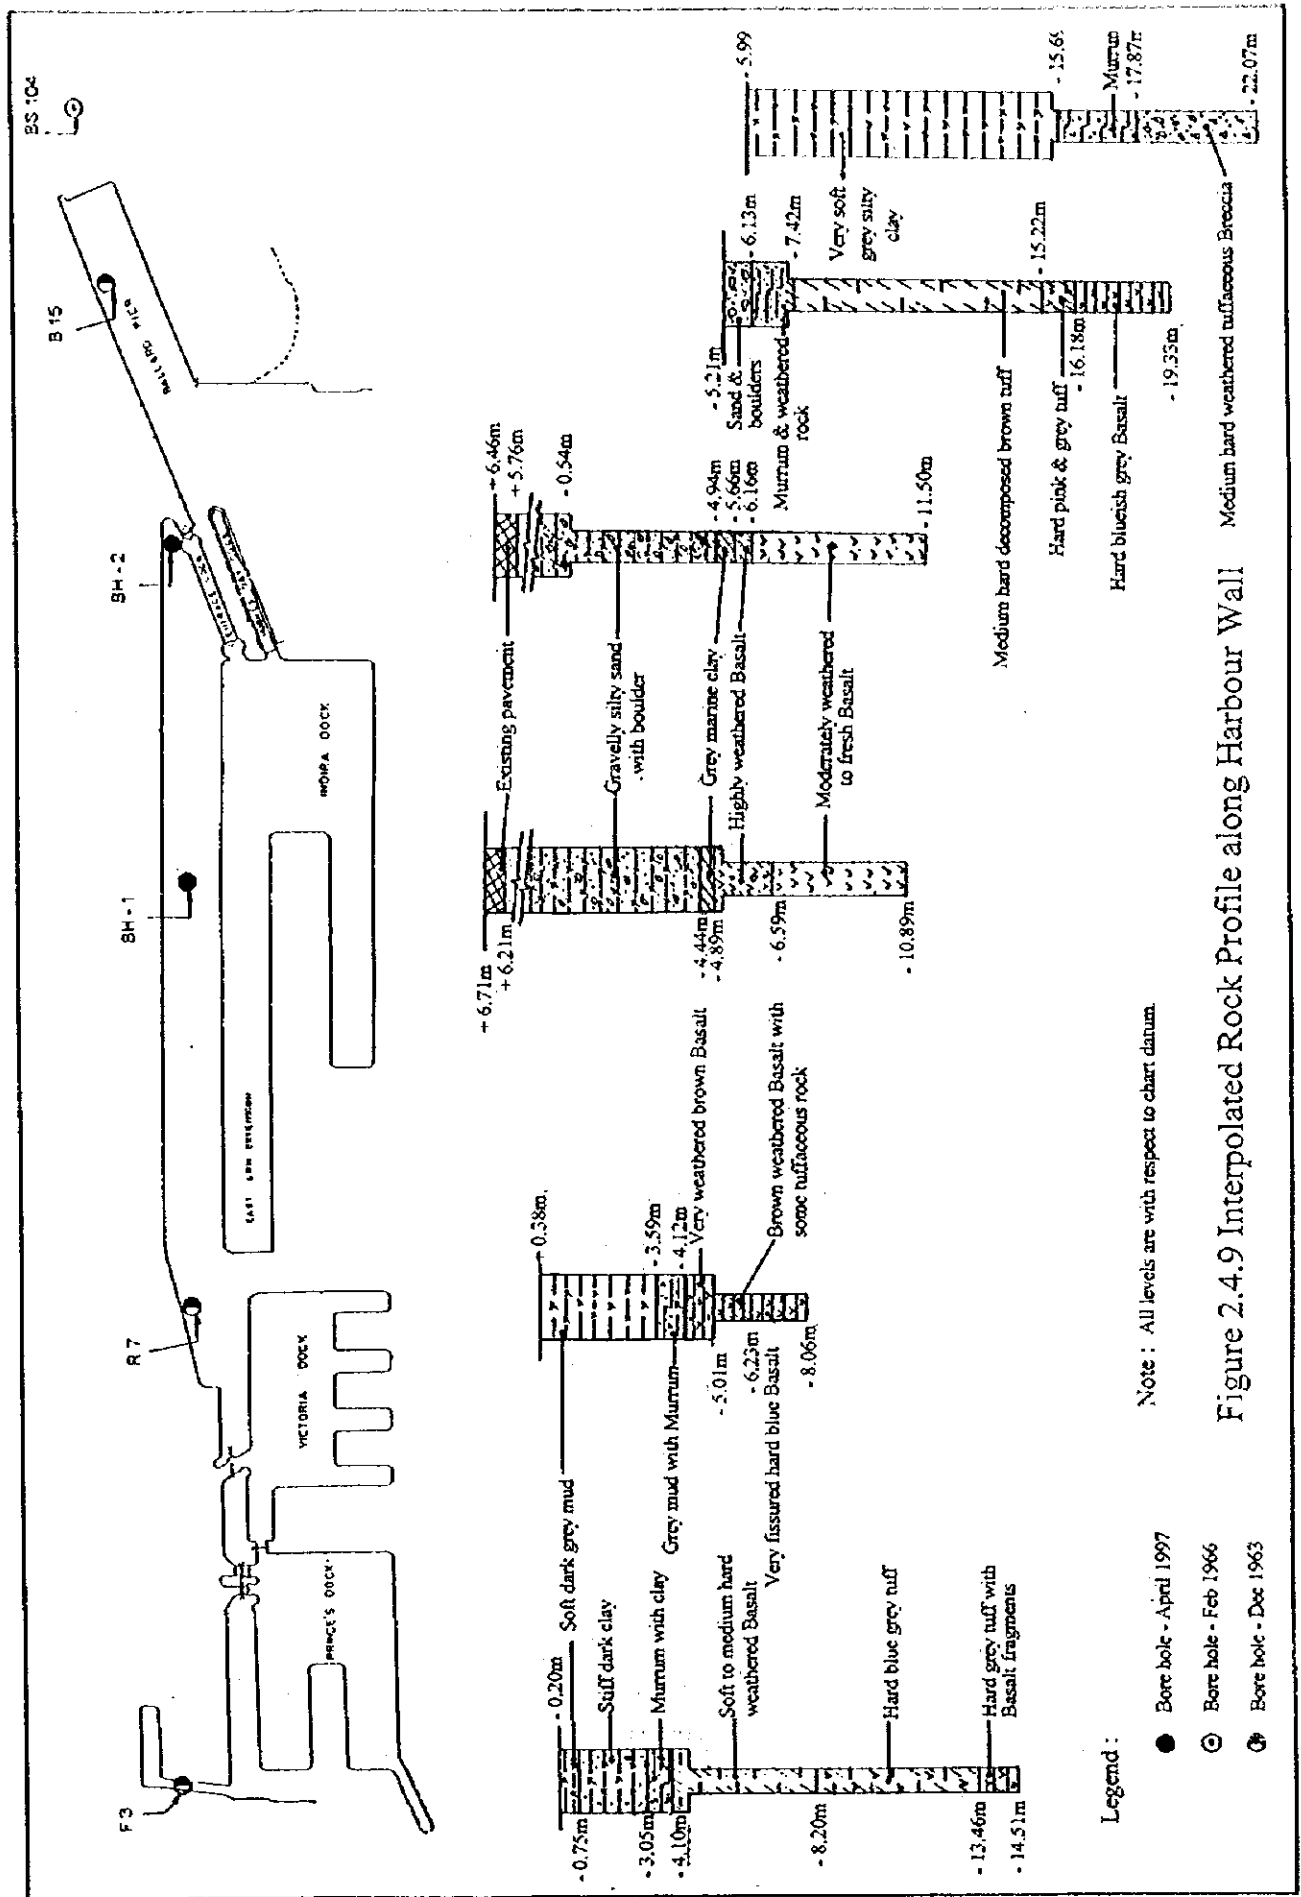 F3
R 7
BH-1
BH-2
B 15
BS 104
PRINCE'S DOCK
VICTORIA DOCK
EAST ARM EXTENSION
INDIRA DOCK
BALLARD PIER
- 0.20m
- 0.75m
- 3.05m
- 4.10m
- 8.20m
- 13.46m
- 14.51m
Soft dark grey mud
Stiff dark clay
Murrum with clay
Soft to medium hard
weathered Basalt
Hard blue grey tuff
Hard grey tuff with
Basalt fragments
+ 0.38m
- 3.59m
- 4.12m
- 5.01m
- 6.23m
- 8.06m
Grey mud with Murrum
Very weathered brown Basalt
Brown weathered Basalt with
some tuffaceous rock
Very fissured hard blue Basalt
+ 6.71m
+ 6.21m
- 4.44m
- 4.89m
- 6.59m
- 10.89m
Existing pavement
Gravelly silty sand
with boulder
Grey marine clay
Highly weathered Basalt
Moderately weathered
to fresh Basalt
+ 6.46m
+ 5.76m
- 0.54m
- 4.94m
- 5.66m
- 6.16m
- 11.50m
- 5.21m
- 6.13m
- 7.42m
- 15.22m
- 16.18m
- 19.33m
Sand &
boulders
Murrum & weathered
rock
Medium hard decomposed brown tuff
Hard pink & grey tuff
Hard blueish grey Basalt
- 5.99
Very soft
grey silty
clay
Murrum
- 17.87m
- 22.07m
Medium hard weathered tuffaceous Breccia
Note : All levels are with respect to chart datum
Legend :
Bore hole - April 1997
Bore hole - Feb 1966
Bore hole - Dec 1963
Figure 2.4.9 Interpolated Rock Profile along Harbour Wall